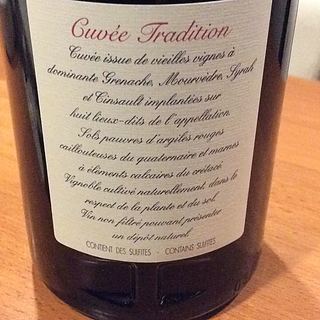 Cuvée Tradition
Cuvée issue de vieilles vignes à
dominante Grenache, Mourvèdre, Syrah
et Cinsault implantées sur
huit lieux-dits de l'appellation.
Sols pauvres d'argiles rouges
caillouteuses du quaternaire et marnes
à éléments calcaires du crétacé.
Vignoble cultivé naturellement, dans le
respect de la plante et du sol.
Vin non filtré pouvant présenter
un dépôt naturel.
CONTIENT DES SULFITES - CONTAINS SULFITES